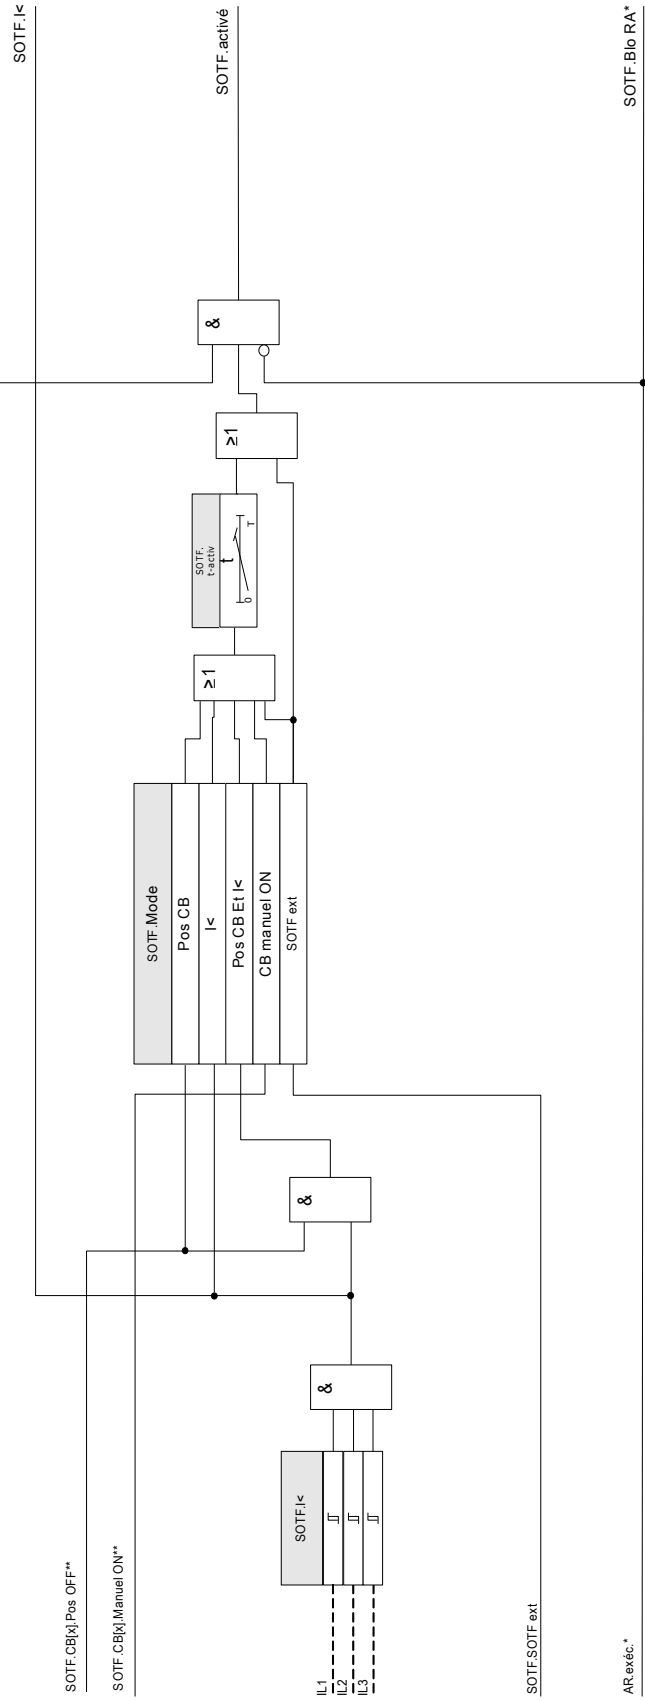 SOTF.I<
SOTF.activé
SOTF.Blo RA*
&
≥1
SOTF.
t-activ
t
0
T
≥1
SOTF.Mode
Pos CB
I<
Pos CB Et I<
CB manuel ON
SOTF ext
&
&
SOTF.I<
IL1
IL2
IL3
SOTF.CB[x].Pos OFF**
SOTF.CB[x].Manuel ON**
SOTF.SOTF ext
AR.exéc.*